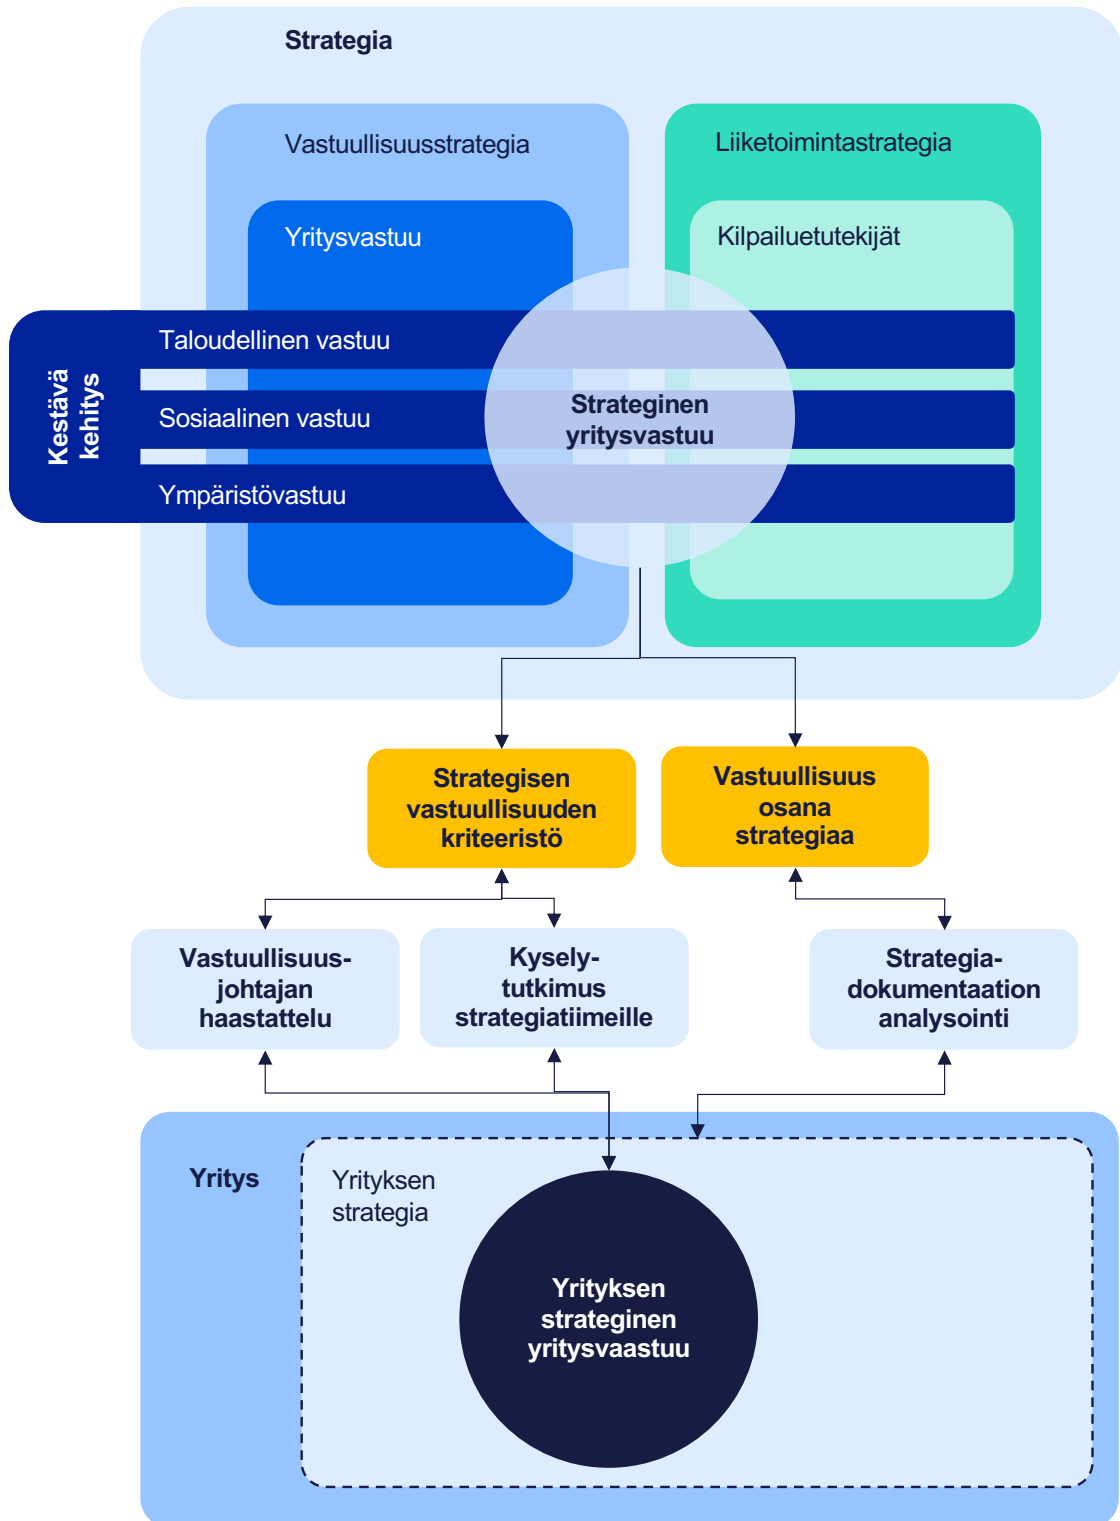 Strategia
Vastuullisuusstrategia
Liiketoimintastrategia
Yritysvastuu
Kilpailuetutekijät
Kestävä
kehitys
Taloudellinen vastuu
Sosiaalinen vastuu
Ympäristövastuu
Strateginen
yritysvastuu
Strategisen
vastuullisuuden
kriteeristö
Vastuullisuus
osana
strategiaa
Vastuullisuus-
johtajan
haastattelu
Kysely-
tutkimus
strategiatiimeille
Strategia-
dokumentaation
analysointi
Yritys
Yrityksen
strategia
Yrityksen
strateginen
yritysvaastuu